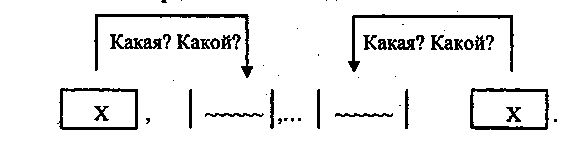 Какая? Какой? Какая? Какой?
X , | ~~~~~ |,... | ~~~~~ | X .